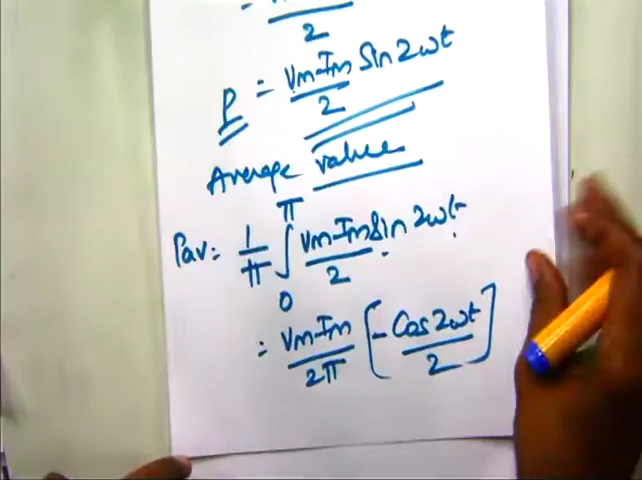 2
P = VmIm/2 Sin 2ωt
Average value
Pav = 1/π ∫0^π VmIm/2 Sin 2ωt
= VmIm/2π [-Cos 2ωt/2]